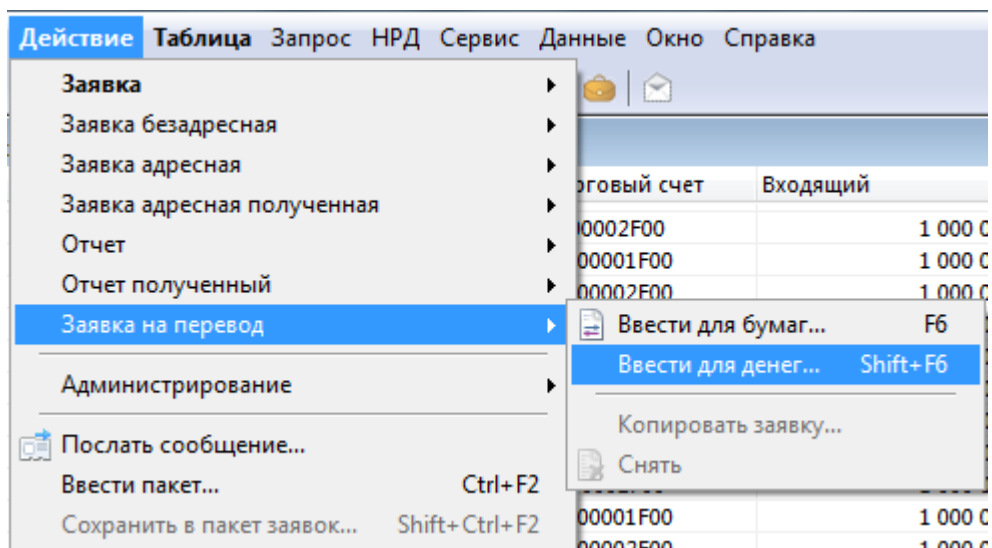 Действие Таблица Запрос НРД Сервис Данные Окно Справка
Заявка
Заявка безадресная
Заявка адресная
Заявка адресная полученная
Отчет
Отчет полученный
Заявка на перевод
Администрирование
Послать сообщение...
Ввести пакет... Ctrl+F2
Сохранить в пакет заявок... Shift+Ctrl+F2
Ввести для бумаг... F6
Ввести для денег... Shift+F6
Копировать заявку...
Снять
счет Входящий
00002F00 1 000 0
00001F00 1 000 0
00002F00 1 000 0
00001F00 1 000 0
00002F00 1 000 0